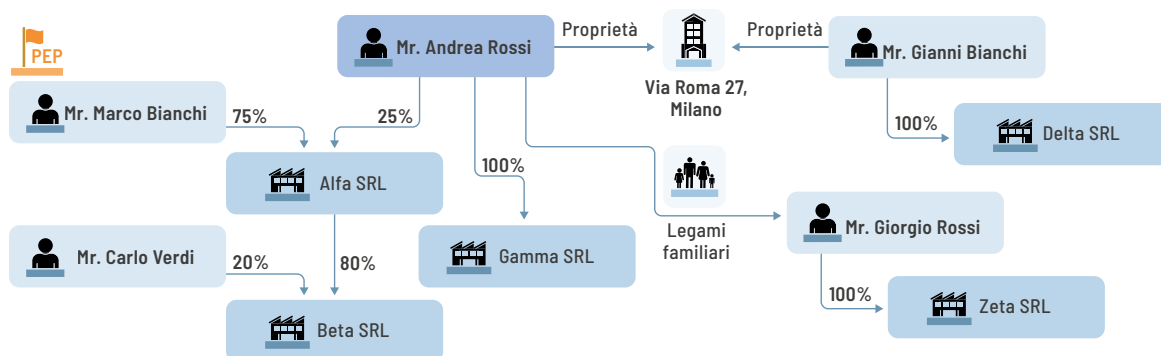 PEP
Mr. Andrea Rossi
Proprietà
Proprietà
Mr. Gianni Bianchi
Via Roma 27,
Milano
Mr. Marco Bianchi
75%
25%
100%
Delta SRL
100%
Alfa SRL
Legami
familiari
Mr. Giorgio Rossi
Mr. Carlo Verdi
20%
80%
Gamma SRL
100%
Zeta SRL
Beta SRL